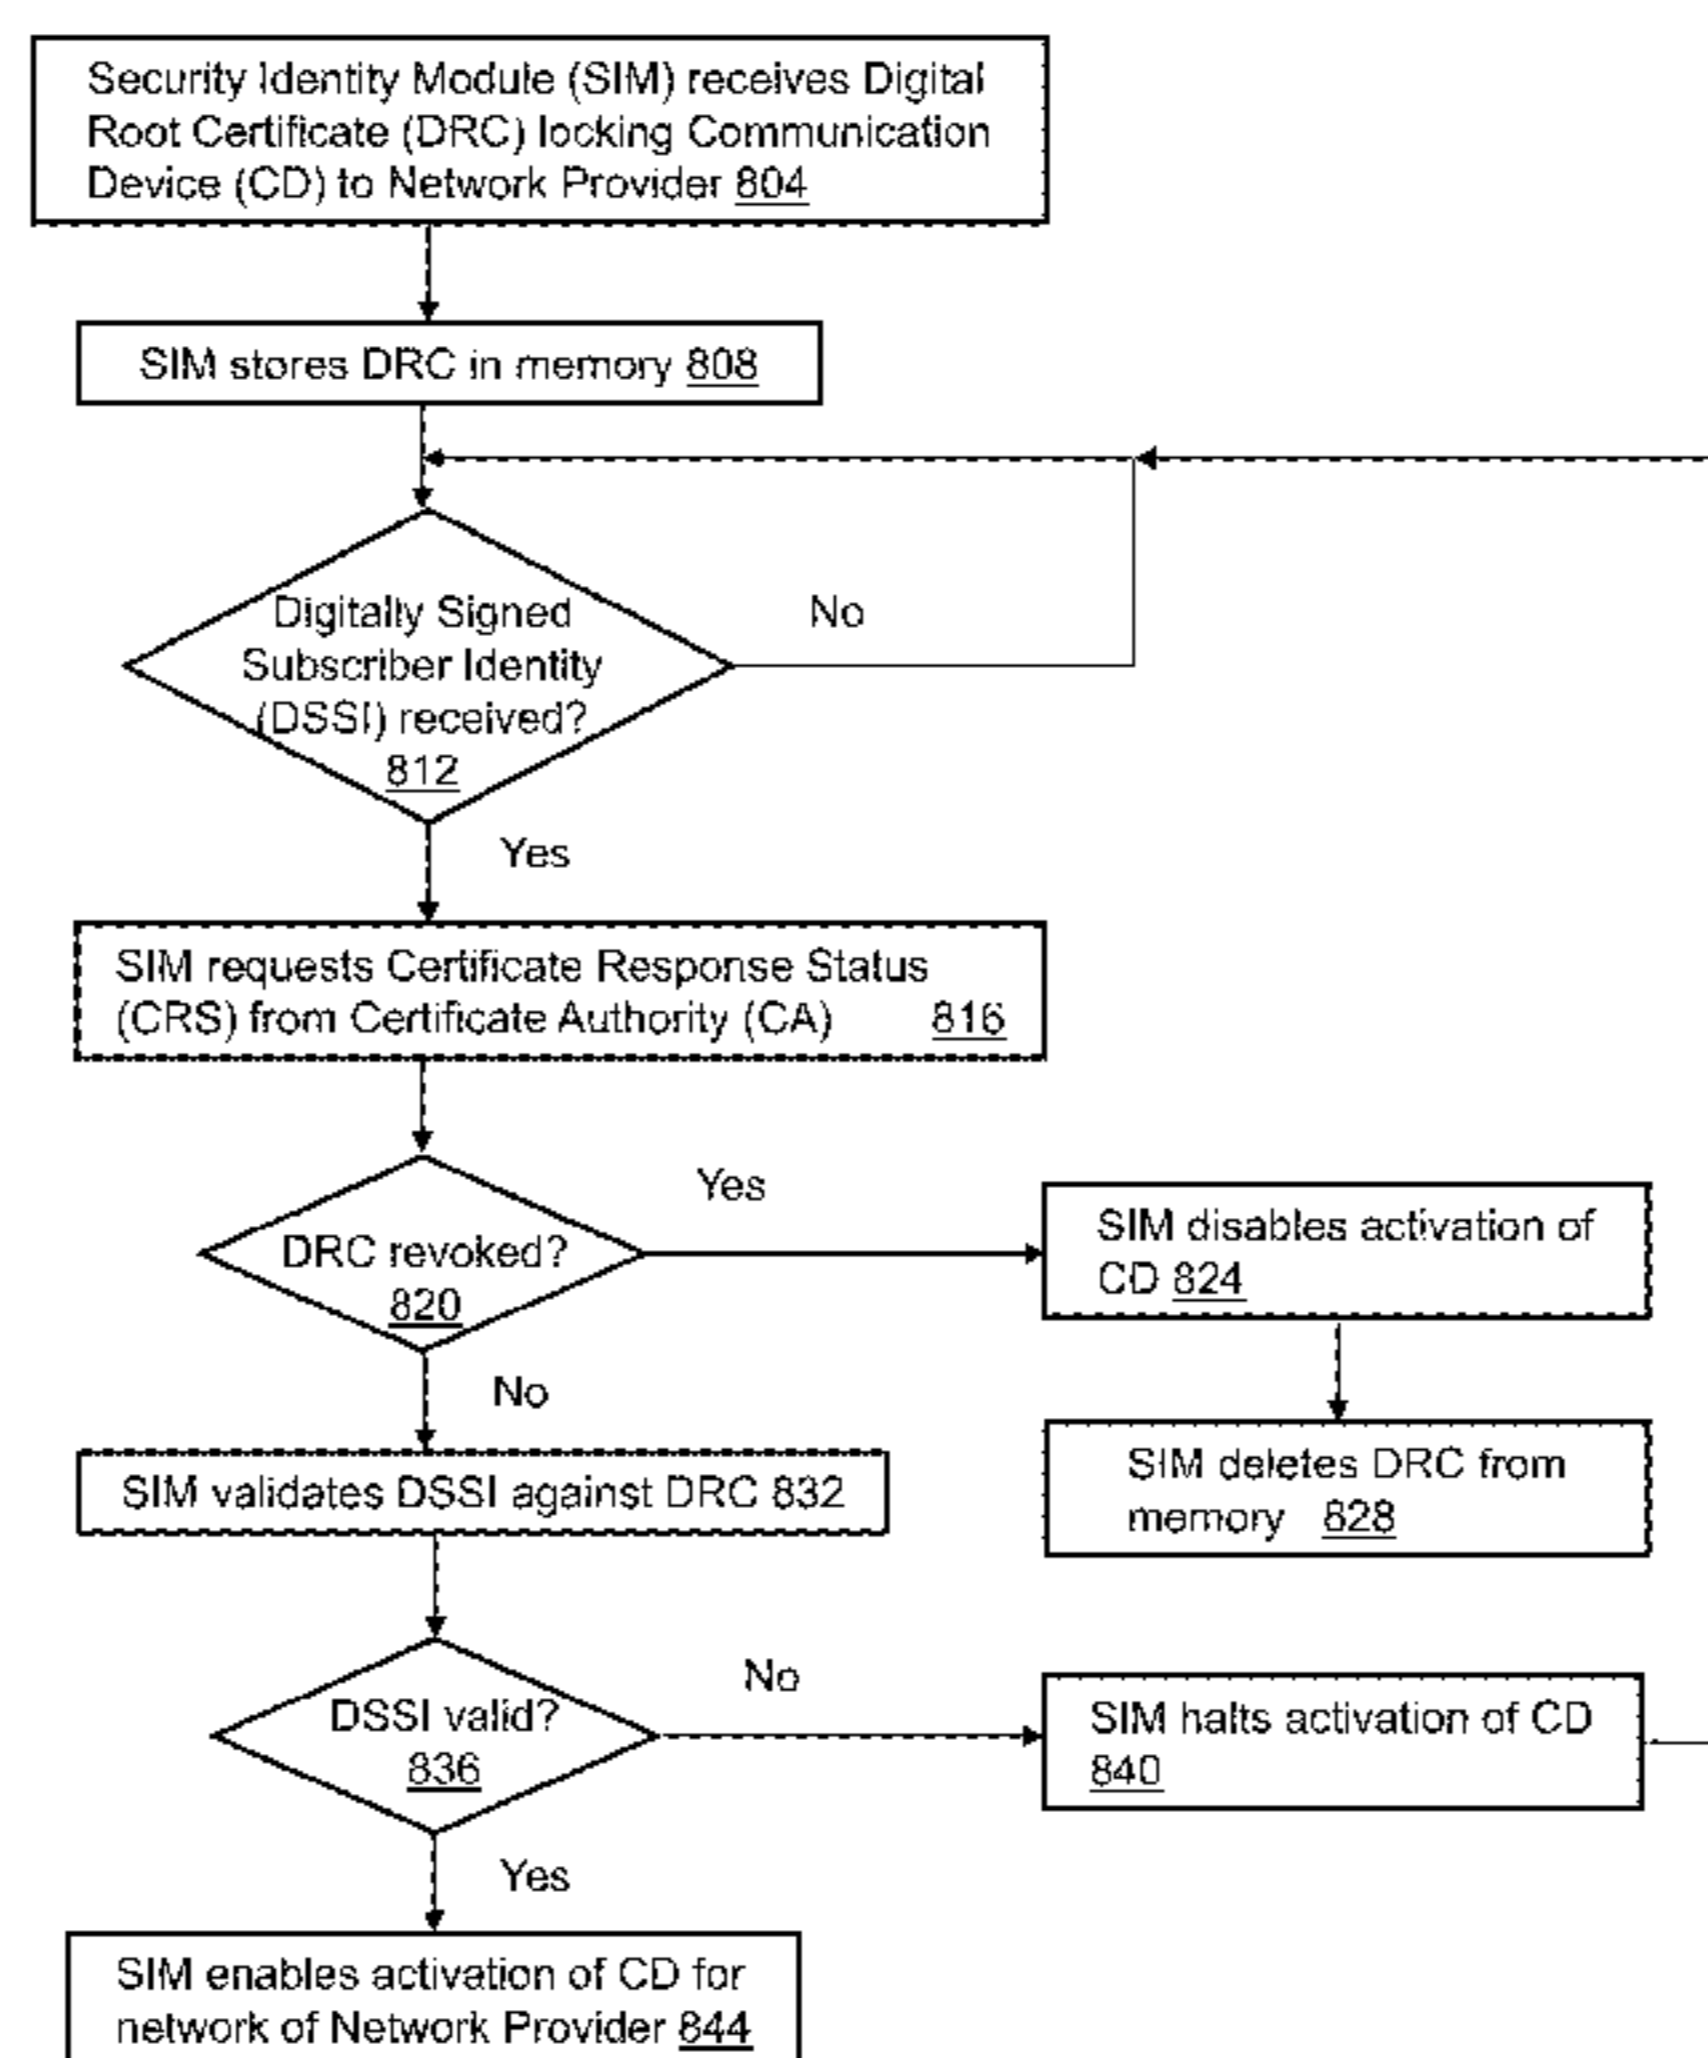 Security Identity Module (SIM) receives Digital
Root Certificate (DRC) locking Communication
Device (CD) to Network Provider 804
SIM stores DRC in memory 808
Digitally Signed
Subscriber Identity
(DSSI) received?
812
No
Yes
SIM requests Certificate Response Status
(CRS) from Certificate Authority (CA) 816
DRC revoked?
820
Yes
SIM disables activation of
CD 824
SIM deletes DRC from
memory 828
No
SIM validates DSSI against DRC 832
DSSI valid?
836
No
SIM halts activation of CD
840
Yes
SIM enables activation of CD for
network of Network Provider 844